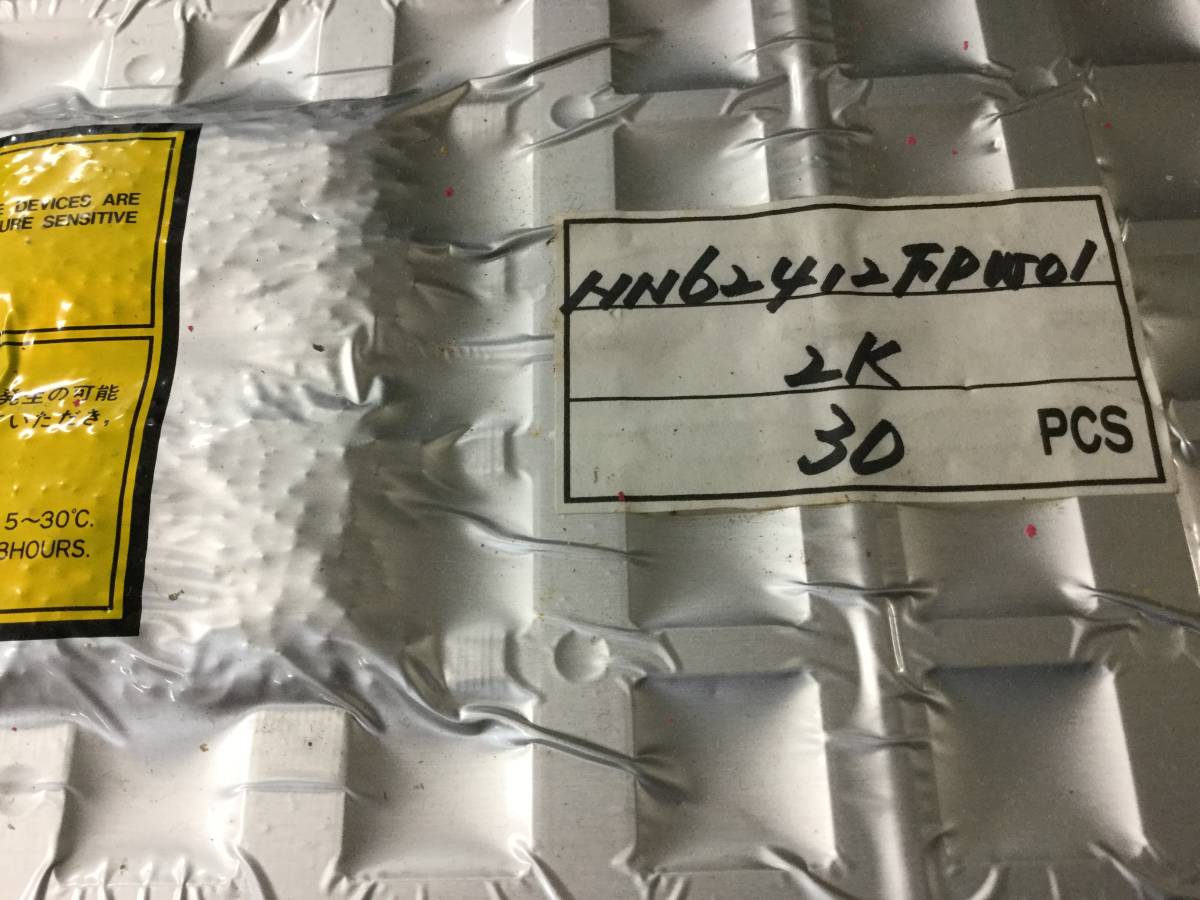 DEVICES ARE
URE SENSITIVE
発生の可能
いただき,
5~30℃.
8HOURS.
HN62412FPW01
2K
30 PCS